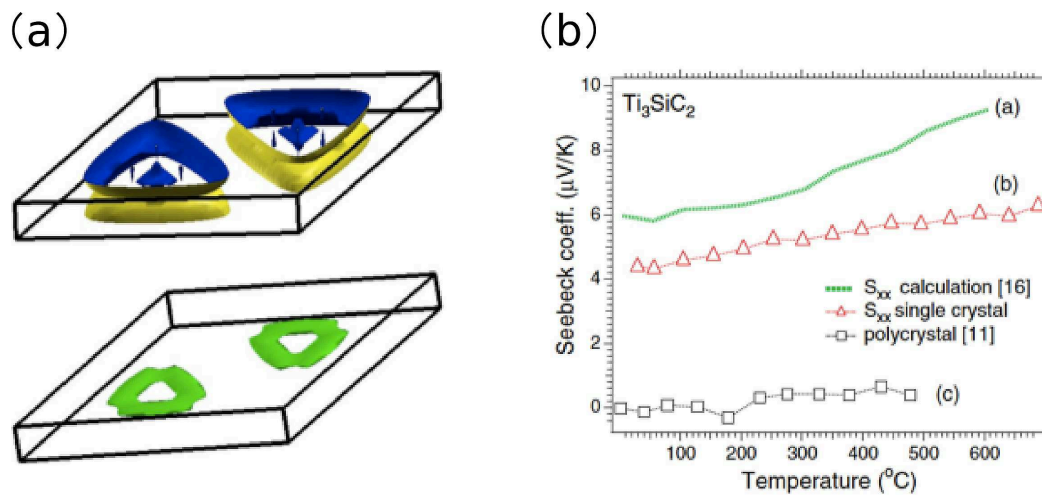 (a)
(b)
Ti3SiC2
(a)
(b)
(c)
Sxx calculation [16]
Sxx single crystal
polycrystal [11]
Seebeck coeff. (μV/K)
10
8
6
4
2
0
100 200 300 400 500 600
Temperature (°C)